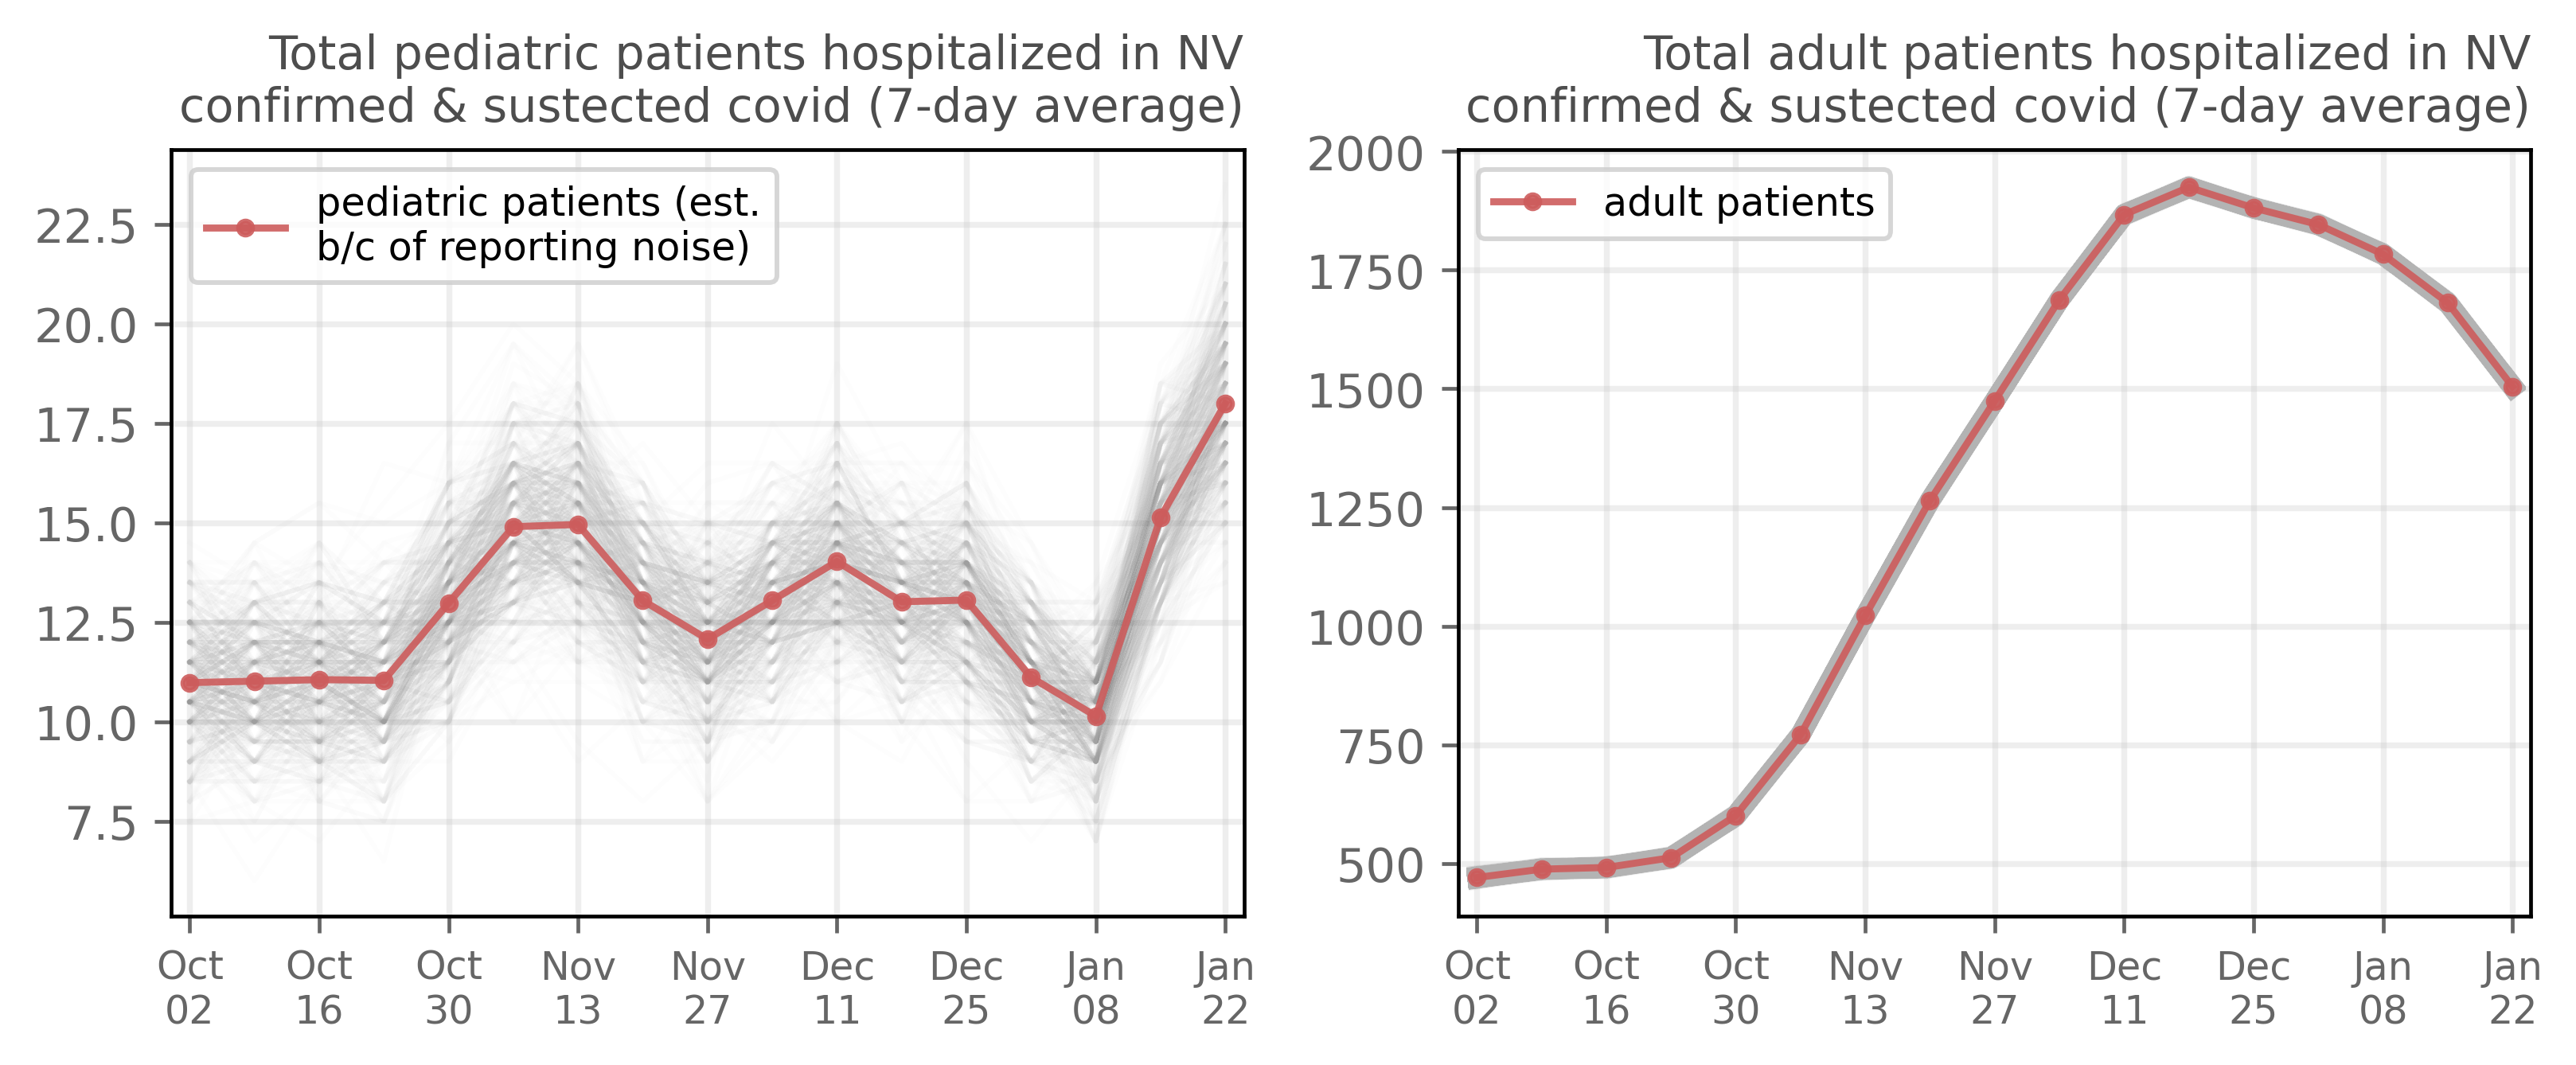 Total pediatric patients hospitalized in NV
confirmed & sustected covid (7-day average)
pediatric patients (est.
b/c of reporting noise)
22.5
20.0
17.5
15.0
12.5
10.0
7.5
Oct 02
Oct 16
Oct 30
Nov 13
Nov 27
Dec 11
Dec 25
Jan 08
Jan 22
Total adult patients hospitalized in NV
confirmed & sustected covid (7-day average)
adult patients
2000
1750
1500
1250
1000
750
500
Oct 02
Oct 16
Oct 30
Nov 13
Nov 27
Dec 11
Dec 25
Jan 08
Jan 22